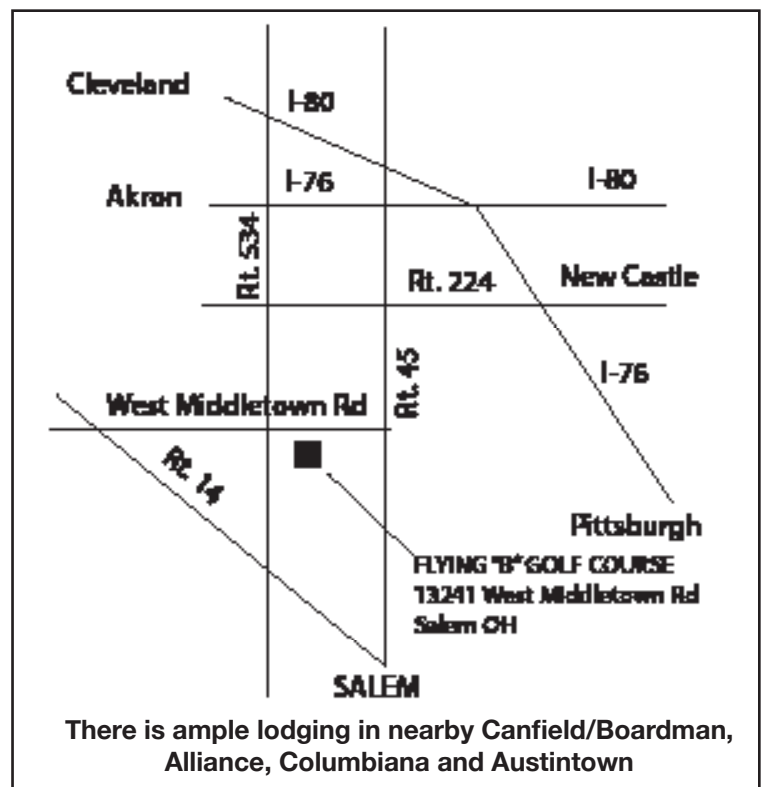 Cleveland
I-80
I-76
I-80
Akron
Rt. 534
Rt. 224
New Castle
Rt. 45
I-76
West Middletown Rd
Rt. 14
Pittsburgh
FLYING "B" GOLF COURSE
13241 West Middletown Rd
Salem OH
SALEM
There is ample lodging in nearby Canfield/Boardman,
Alliance, Columbiana and Austintown